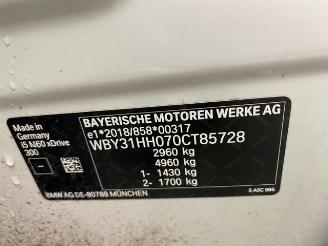 Made in
Germany
i5 M60 xDrive
300
BAYERISCHE MOTOREN WERKE AG
e1*2018/858*00317
WBY31HH070CT85728
2960 kg
4960 kg
1- 1430 kg
2- 1700 kg
BMW AG DE-80788 MÜNCHEN
5 A0C 986